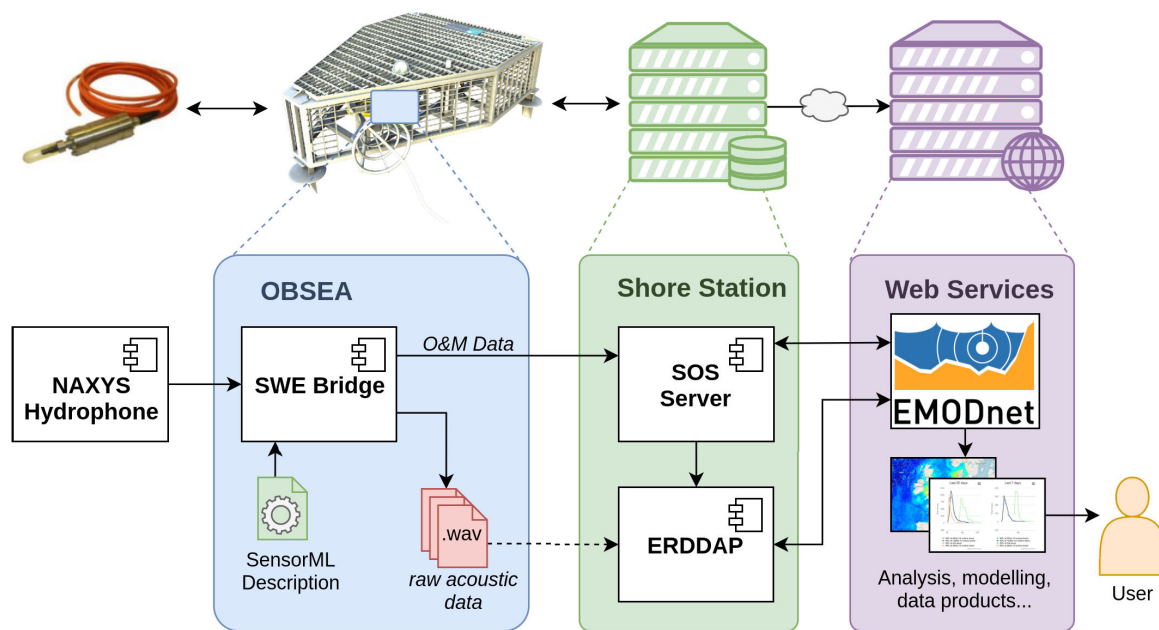 OBSEA
Shore Station
Web Services
NAXYS
Hydrophone
SWE Bridge
O&M Data
SOS
Server
EMODnet
SensorML
Description
.wav
raw acoustic
data
ERDDAP
Analysis, modelling,
data products...
User